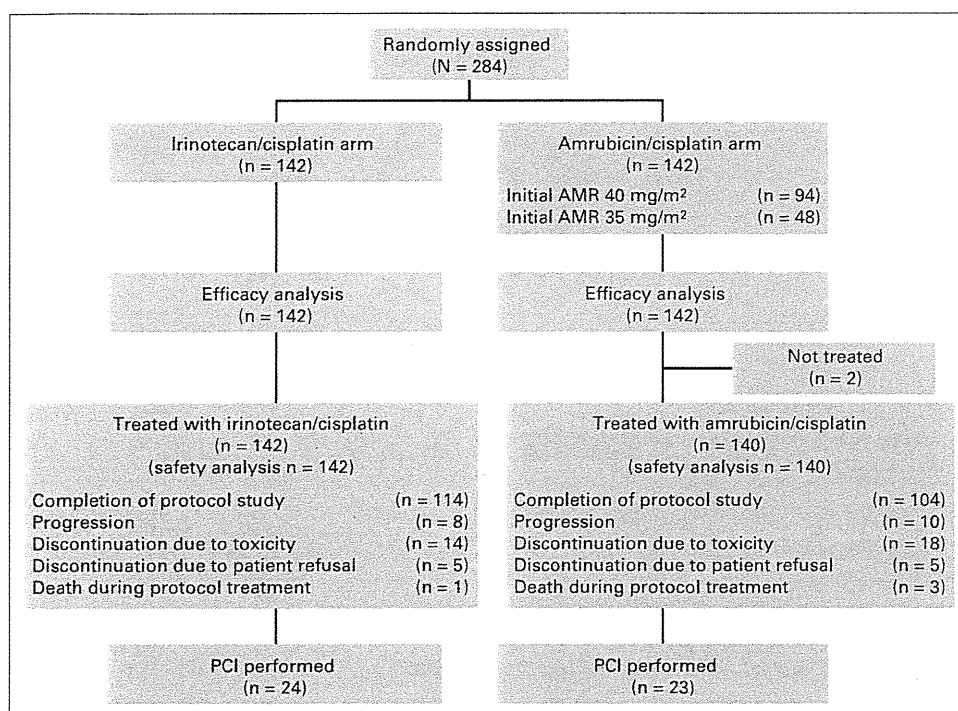 Randomly assigned
(N = 284)
Irinotecan/cisplatin arm
(n = 142)
Amrubicin/cisplatin arm
(n = 142)
Initial AMR 40 mg/m² (n = 94)
Initial AMR 35 mg/m² (n = 48)
Efficacy analysis
(n = 142)
Efficacy analysis
(n = 142)
Not treated
(n = 2)
Treated with irinotecan/cisplatin
(n = 142)
(safety analysis n = 142)
Completion of protocol study (n = 114)
Progression (n = 8)
Discontinuation due to toxicity (n = 14)
Discontinuation due to patient refusal (n = 5)
Death during protocol treatment (n = 1)
Treated with amrubicin/cisplatin
(n = 140)
(safety analysis n = 140)
Completion of protocol study (n = 104)
Progression (n = 10)
Discontinuation due to toxicity (n = 18)
Discontinuation due to patient refusal (n = 5)
Death during protocol treatment (n = 3)
PCI performed
(n = 24)
PCI performed
(n = 23)